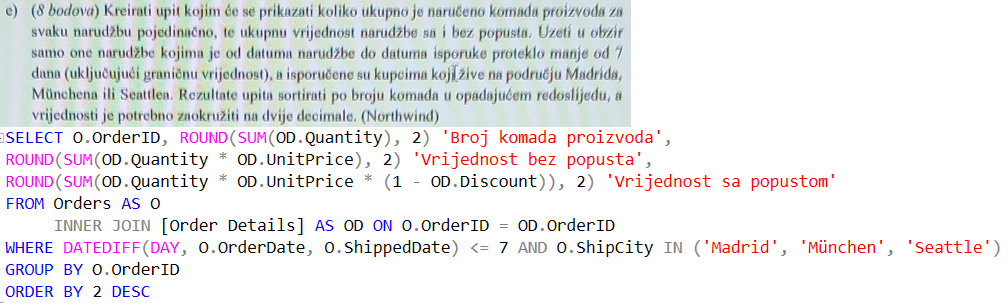 e) (8 bodova) Kreirati upit kojim će se prikazati koliko ukupno je naručeno komada proizvoda za
svaku narudžbu pojedinačno, te ukupnu vrijednost narudžbe sa i bez popusta. Uzeti u obzir
samo one narudžbe kojima je od datuma narudžbe do datuma isporuke proteklo manje od 7
dana (uključujući graničnu vrijednost), a isporučene su kupcima koji žive na području Madrida,
Münchena ili Seattlea. Rezultate upita sortirati po broju komada u opadajućem redoslijedu, a
vrijednosti je potrebno zaokružiti na dvije decimale. (Northwind)
SELECT O.OrderID, ROUND(SUM(OD.Quantity), 2) 'Broj komada proizvoda',
ROUND(SUM(OD.Quantity * OD.UnitPrice), 2) 'Vrijednost bez popusta',
ROUND(SUM(OD.Quantity * OD.UnitPrice * (1 - OD.Discount)), 2) 'Vrijednost sa popustom'
FROM Orders AS O
INNER JOIN [Order Details] AS OD ON O.OrderID = OD.OrderID
WHERE DATEDIFF(DAY, O.OrderDate, O.ShippedDate) <= 7 AND O.ShipCity IN ('Madrid', 'München', 'Seattle')
GROUP BY O.OrderID
ORDER BY 2 DESC